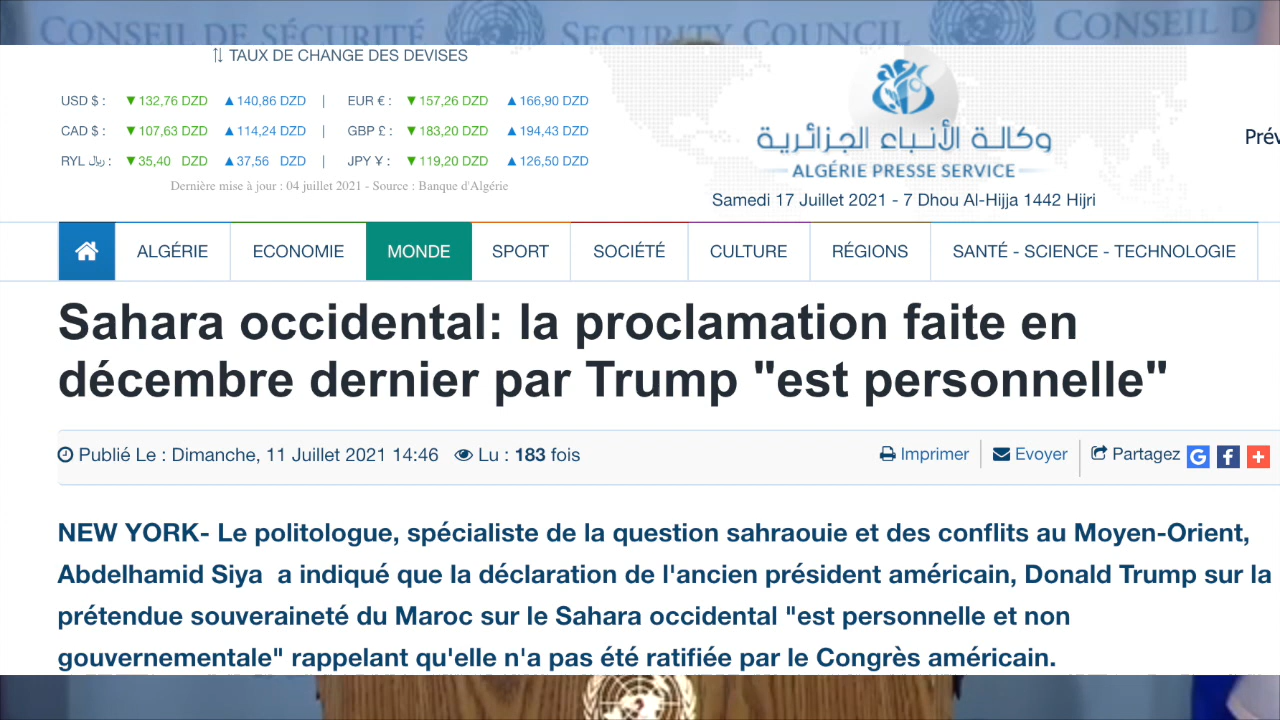 CONSEIL DE SÉCURITÉ SECURITY COUNCIL CONSEIL D
TAUX DE CHANGE DES DEVISES
USD $ : ▼132,76 DZD ▲140,86 DZD | EUR € : ▼157,26 DZD ▲166,90 DZD
CAD $ : ▼107,63 DZD ▲114,24 DZD | GBP £ : ▼183,20 DZD ▲194,43 DZD
RYL ﷼ : ▼35,40 DZD ▲37,56 DZD | JPY ¥ : ▼119,20 DZD ▲126,50 DZD
Dernière mise à jour : 04 juillet 2021 - Source : Banque d'Algérie
وكالة الأنباء الجزائرية
ALGÉRIE PRESSE SERVICE
Samedi 17 Juillet 2021 - 7 Dhou Al-Hijja 1442 Hijri
Prév
ALGÉRIE ECONOMIE MONDE SPORT SOCIÉTÉ CULTURE RÉGIONS SANTÉ - SCIENCE - TECHNOLOGIE
Sahara occidental: la proclamation faite en
décembre dernier par Trump "est personnelle"
Publié Le : Dimanche, 11 Juillet 2021 14:46 Lu : 183 fois Imprimer Evoyer Partagez
NEW YORK- Le politologue, spécialiste de la question sahraouie et des conflits au Moyen-Orient,
Abdelhamid Siya a indiqué que la déclaration de l'ancien président américain, Donald Trump sur la
prétendue souveraineté du Maroc sur le Sahara occidental "est personnelle et non
gouvernementale" rappelant qu'elle n'a pas été ratifiée par le Congrès américain.